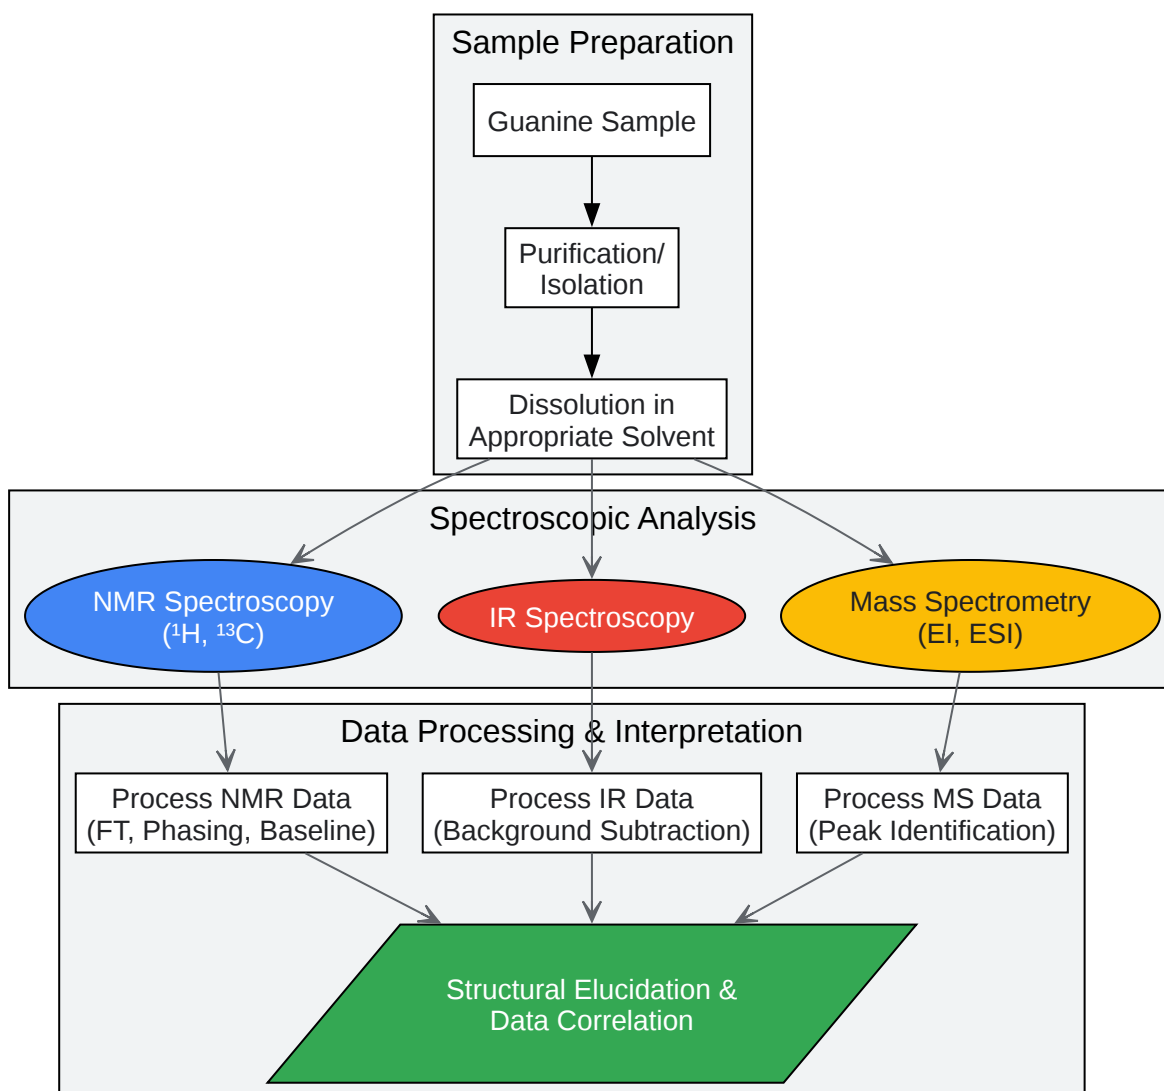 Sample Preparation
Guanine Sample
Purification/
Isolation
Dissolution in
Appropriate Solvent
Spectroscopic Analysis
NMR Spectroscopy
(¹H, ¹³C)
IR Spectroscopy
Mass Spectrometry
(EI, ESI)
Data Processing & Interpretation
Process NMR Data
(FT, Phasing, Baseline)
Process IR Data
(Background Subtraction)
Process MS Data
(Peak Identification)
Structural Elucidation &
Data Correlation